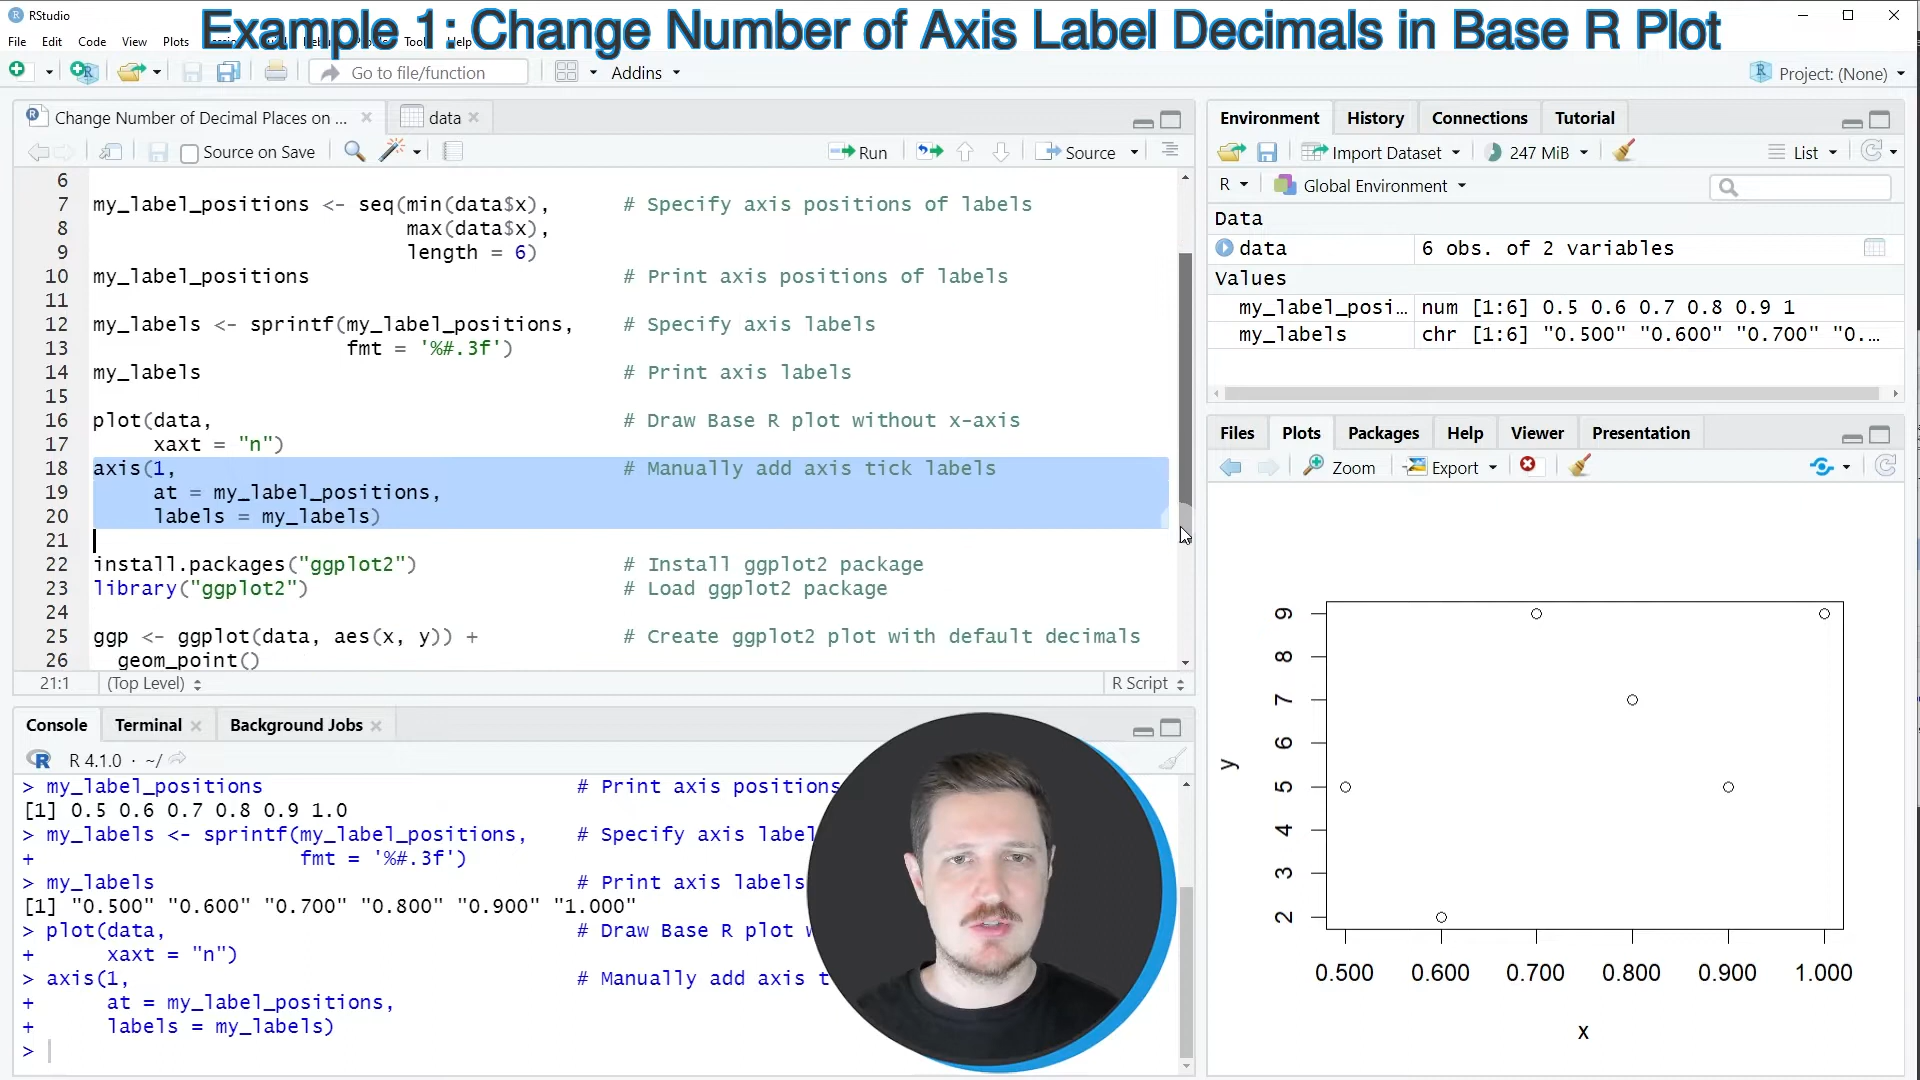 RStudio
Example 1: Change Number of Axis Label Decimals in Base R Plot
File Edit Code View Plots Tools Help
Go to file/function
Addins
Project: (None)
Change Number of Decimal Places on ...
data
Source on Save
Run
Source
6
7 my_label_positions <- seq(min(data$x), # Specify axis positions of labels
8 max(data$x),
9 length = 6)
10 my_label_positions # Print axis positions of labels
11
12 my_labels <- sprintf(my_label_positions, # Specify axis labels
13 fmt = '%#.3f')
14 my_labels # Print axis labels
15
16 plot(data, # Draw Base R plot without x-axis
17 xaxt = "n")
18 axis(1, # Manually add axis tick labels
19 at = my_label_positions,
20 labels = my_labels)
21
22 install.packages("ggplot2") # Install ggplot2 package
23 library("ggplot2") # Load ggplot2 package
24
25 ggp <- ggplot(data, aes(x, y)) + # Create ggplot2 plot with default decimals
26 geom_point()
21:1 (Top Level) R Script
Console Terminal Background Jobs
R 4.1.0 · ~/
> my_label_positions # Print axis positions
[1] 0.5 0.6 0.7 0.8 0.9 1.0
> my_labels <- sprintf(my_label_positions, # Specify axis label
+ fmt = '%#.3f')
> my_labels # Print axis labels
[1] "0.500" "0.600" "0.700" "0.800" "0.900" "1.000"
> plot(data, # Draw Base R plot w
+ xaxt = "n")
> axis(1, # Manually add axis t
+ at = my_label_positions,
+ labels = my_labels)
>
Environment History Connections Tutorial
Import Dataset 247 MiB List
R Global Environment
Data
data 6 obs. of 2 variables
Values
my_label_posi… num [1:6] 0.5 0.6 0.7 0.8 0.9 1
my_labels chr [1:6] "0.500" "0.600" "0.700" "0.…
Files Plots Packages Help Viewer Presentation
Zoom Export
9
8
7
6
5
4
3
2
y
0.500 0.600 0.700 0.800 0.900 1.000
x